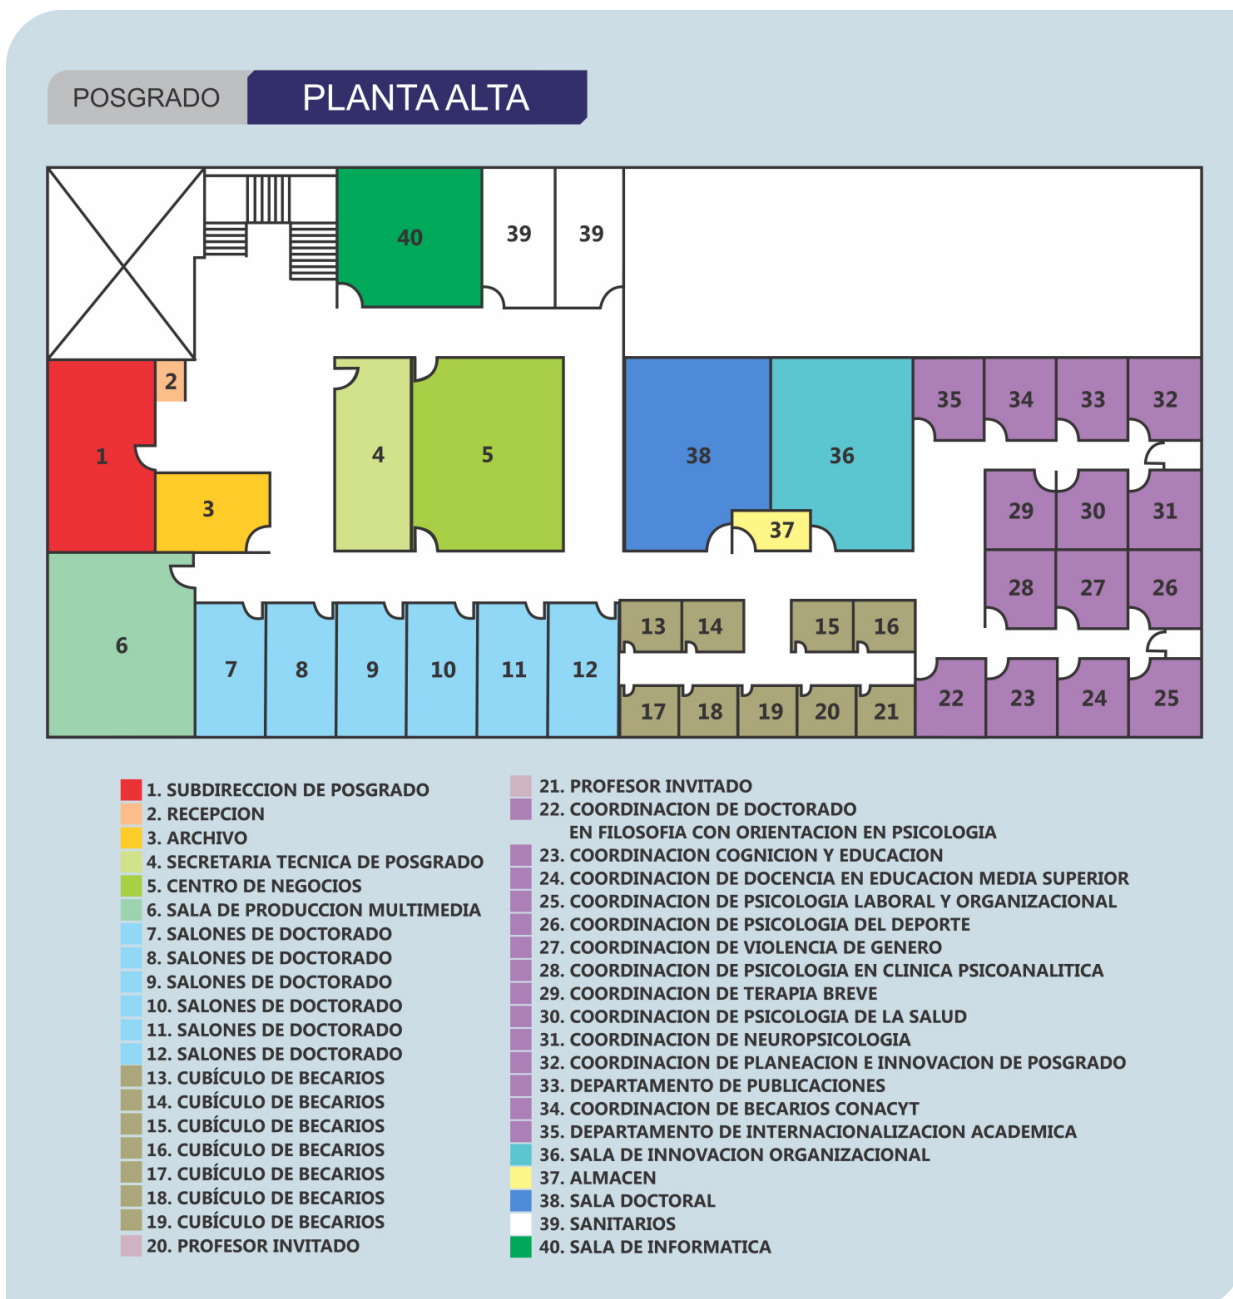 POSGRADO
PLANTA ALTA
40
39
39
2
1
3
4
5
38
36
37
35
34
33
32
29
30
31
28
27
26
6
7
8
9
10
11
12
13
14
15
16
17
18
19
20
21
22
23
24
25
1. SUBDIRECCION DE POSGRADO
2. RECEPCION
3. ARCHIVO
4. SECRETARIA TECNICA DE POSGRADO
5. CENTRO DE NEGOCIOS
6. SALA DE PRODUCCION MULTIMEDIA
7. SALONES DE DOCTORADO
8. SALONES DE DOCTORADO
9. SALONES DE DOCTORADO
10. SALONES DE DOCTORADO
11. SALONES DE DOCTORADO
12. SALONES DE DOCTORADO
13. CUBÍCULO DE BECARIOS
14. CUBÍCULO DE BECARIOS
15. CUBÍCULO DE BECARIOS
16. CUBÍCULO DE BECARIOS
17. CUBÍCULO DE BECARIOS
18. CUBÍCULO DE BECARIOS
19. CUBÍCULO DE BECARIOS
20. PROFESOR INVITADO
21. PROFESOR INVITADO
22. COORDINACION DE DOCTORADO
EN FILOSOFIA CON ORIENTACION EN PSICOLOGIA
23. COORDINACION COGNICION Y EDUCACION
24. COORDINACION DE DOCENCIA EN EDUCACION MEDIA SUPERIOR
25. COORDINACION DE PSICOLOGIA LABORAL Y ORGANIZACIONAL
26. COORDINACION DE PSICOLOGIA DEL DEPORTE
27. COORDINACION DE VIOLENCIA DE GENERO
28. COORDINACION DE PSICOLOGIA EN CLINICA PSICOANALITICA
29. COORDINACION DE TERAPIA BREVE
30. COORDINACION DE PSICOLOGIA DE LA SALUD
31. COORDINACION DE NEUROPSICOLOGIA
32. COORDINACION DE PLANEACION E INNOVACION DE POSGRADO
33. DEPARTAMENTO DE PUBLICACIONES
34. COORDINACION DE BECARIOS CONACYT
35. DEPARTAMENTO DE INTERNACIONALIZACION ACADEMICA
36. SALA DE INNOVACION ORGANIZACIONAL
37. ALMACEN
38. SALA DOCTORAL
39. SANITARIOS
40. SALA DE INFORMATICA